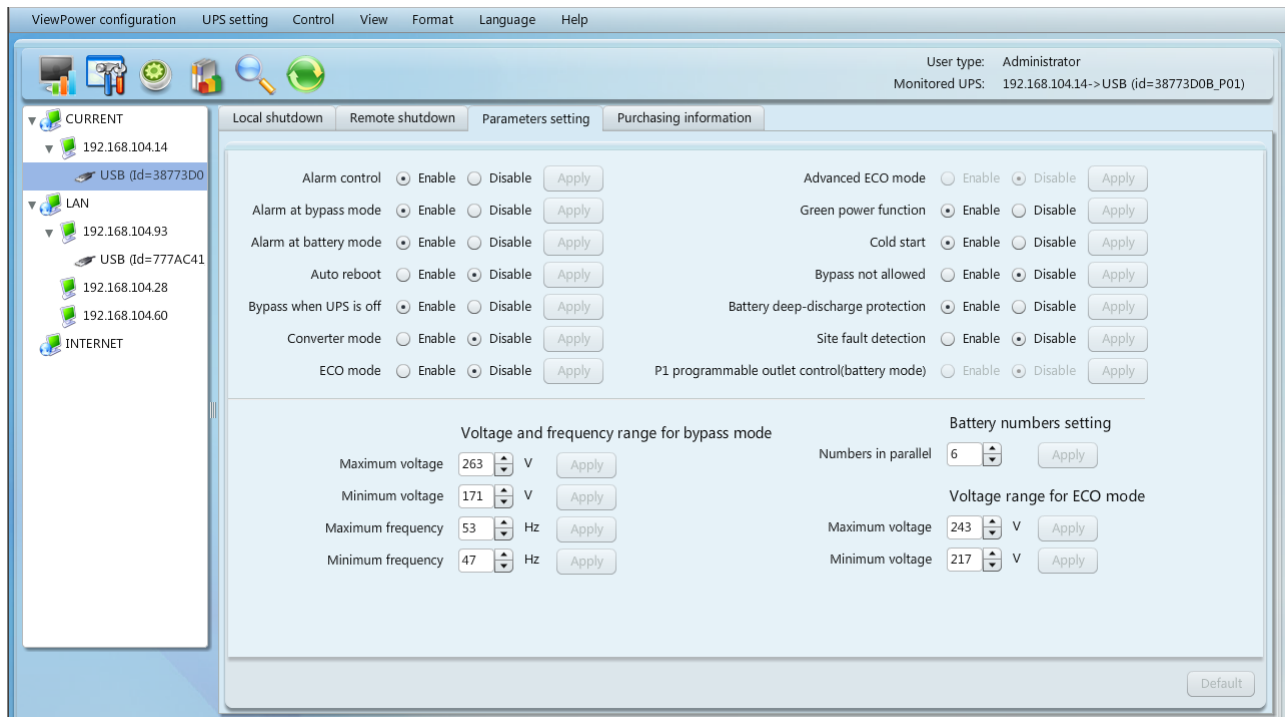 ViewPower configuration UPS setting Control View Format Language Help
User type: Administrator
Monitored UPS: 192.168.104.14->USB (id=38773D0B_P01)
CURRENT
192.168.104.14
USB (Id=38773D0
LAN
192.168.104.93
USB (Id=777AC41
192.168.104.28
192.168.104.60
INTERNET
Local shutdown Remote shutdown Parameters setting Purchasing information
Alarm control Enable Disable Apply Advanced ECO mode Enable Disable Apply
Alarm at bypass mode Enable Disable Apply Green power function Enable Disable Apply
Alarm at battery mode Enable Disable Apply Cold start Enable Disable Apply
Auto reboot Enable Disable Apply Bypass not allowed Enable Disable Apply
Bypass when UPS is off Enable Disable Apply Battery deep-discharge protection Enable Disable Apply
Converter mode Enable Disable Apply Site fault detection Enable Disable Apply
ECO mode Enable Disable Apply P1 programmable outlet control(battery mode) Enable Disable Apply
Voltage and frequency range for bypass mode
Maximum voltage 263 V Apply
Minimum voltage 171 V Apply
Maximum frequency 53 Hz Apply
Minimum frequency 47 Hz Apply
Battery numbers setting
Numbers in parallel 6 Apply
Voltage range for ECO mode
Maximum voltage 243 V Apply
Minimum voltage 217 V Apply
Default